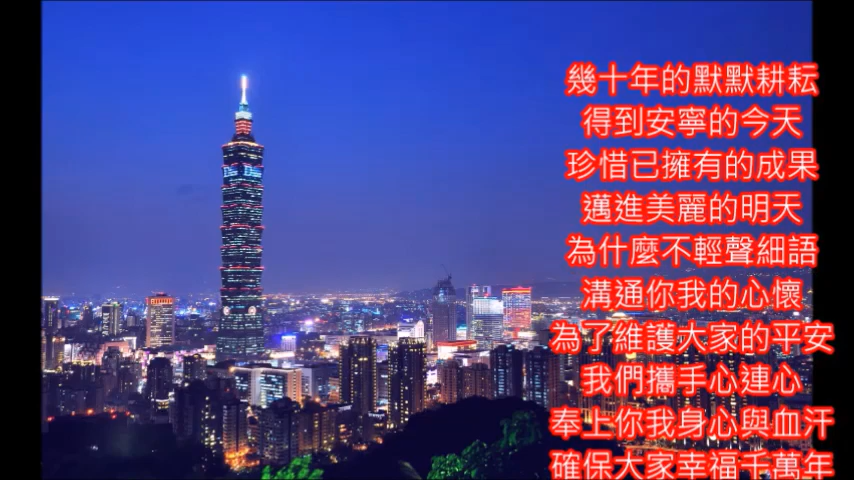 幾十年的默默耕耘
得到安寧的今天
珍惜已擁有的成果
邁進美麗的明天
為什麼不輕聲細語
溝通你我的心懷
為了維護大家的平安
我們攜手心連心
奉上你我身心與血汗
確保大家幸福千萬年